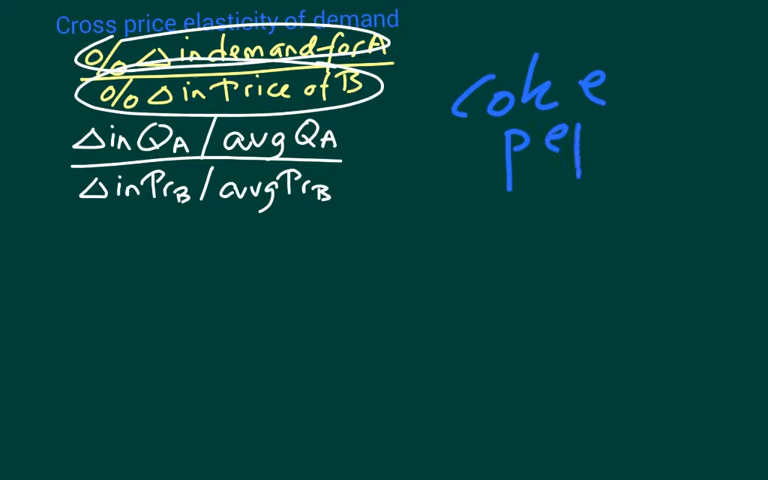 Cross price elasticity of demand
% Δ in demand for A
% Δ in Price of B
Δ in QA / avg QA
Δ in PrB / avg PrB
coke
pe